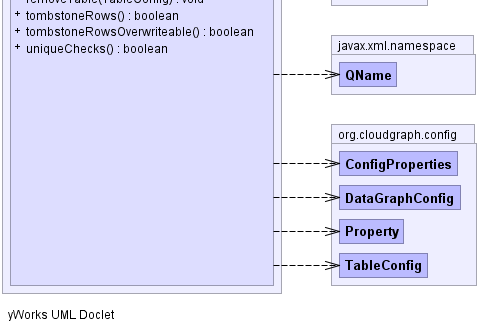 removeTable(TableConfig) : void
+ tombstoneRows() : boolean
+ tombstoneRowsOverwriteable() : boolean
+ uniqueChecks() : boolean
javax.xml.namespace
QName
org.cloudgraph.config
ConfigProperties
DataGraphConfig
Property
TableConfig
yWorks UML Doclet